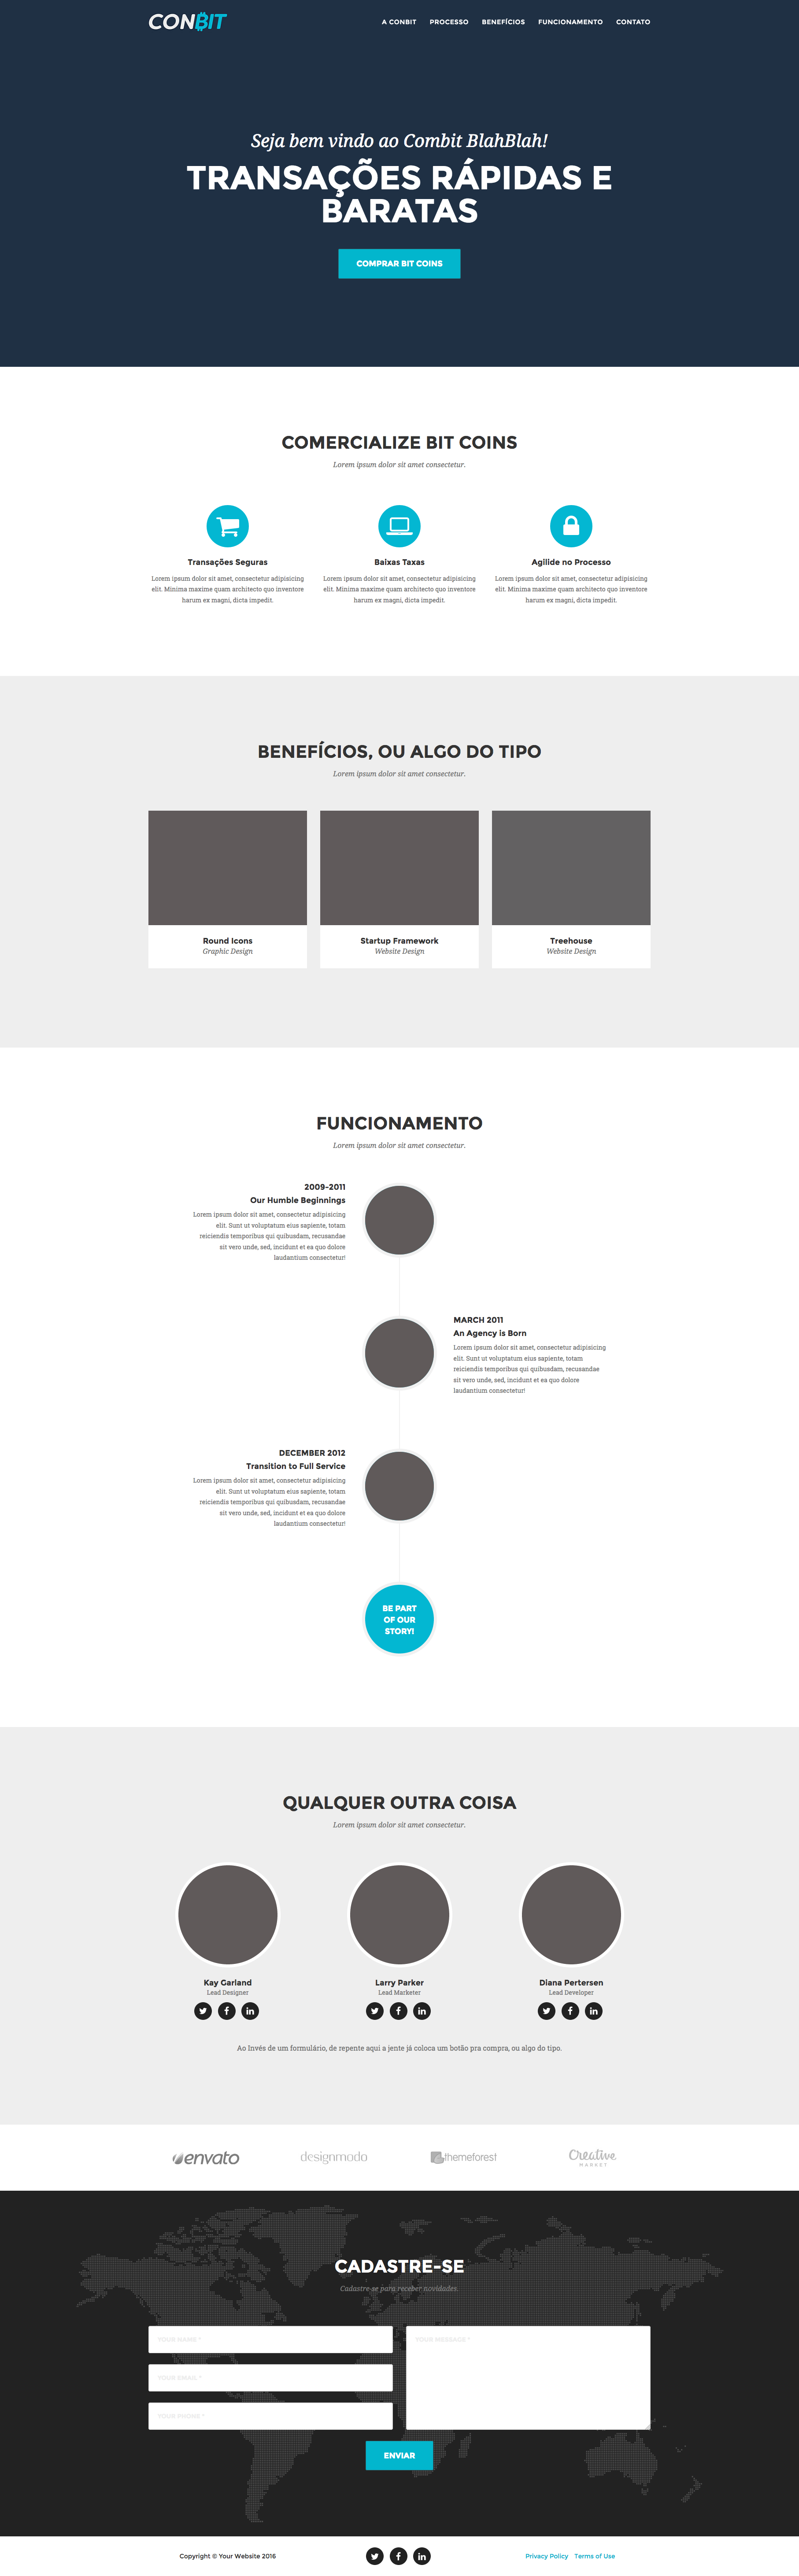 CONBIT
A CONBIT PROCESSO BENEFÍCIOS FUNCIONAMENTO CONTATO
Seja bem vindo ao Combit BlahBlah!
TRANSAÇÕES RÁPIDAS E
BARATAS
COMPRAR BIT COINS
COMERCIALIZE BIT COINS
Lorem ipsum dolor sit amet consectetur.
Transações Seguras
Lorem ipsum dolor sit amet, consectetur adipisicing
elit. Minima maxime quam architecto quo inventore
harum ex magni, dicta impedit.
Baixas Taxas
Lorem ipsum dolor sit amet, consectetur adipisicing
elit. Minima maxime quam architecto quo inventore
harum ex magni, dicta impedit.
Agilide no Processo
Lorem ipsum dolor sit amet, consectetur adipisicing
elit. Minima maxime quam architecto quo inventore
harum ex magni, dicta impedit.
BENEFÍCIOS, OU ALGO DO TIPO
Lorem ipsum dolor sit amet consectetur.
Round Icons
Graphic Design
Startup Framework
Website Design
Treehouse
Website Design
FUNCIONAMENTO
Lorem ipsum dolor sit amet consectetur.
2009-2011
Our Humble Beginnings
Lorem ipsum dolor sit amet, consectetur adipisicing
elit. Sunt ut voluptatum eius sapiente, totam
reiciendis temporibus qui quibusdam, recusandae
sit vero unde, sed, incidunt et ea quo dolore
laudantium consectetur!
MARCH 2011
An Agency is Born
Lorem ipsum dolor sit amet, consectetur adipisicing
elit. Sunt ut voluptatum eius sapiente, totam
reiciendis temporibus qui quibusdam, recusandae
sit vero unde, sed, incidunt et ea quo dolore
laudantium consectetur!
DECEMBER 2012
Transition to Full Service
Lorem ipsum dolor sit amet, consectetur adipisicing
elit. Sunt ut voluptatum eius sapiente, totam
reiciendis temporibus qui quibusdam, recusandae
sit vero unde, sed, incidunt et ea quo dolore
laudantium consectetur!
BE PART
OF OUR
STORY!
QUALQUER OUTRA COISA
Lorem ipsum dolor sit amet consectetur.
Kay Garland
Lead Designer
Larry Parker
Lead Marketer
Diana Pertersen
Lead Developer
Ao Invés de um formulário, de repente aqui a jente já coloca um botão pra compra, ou algo do tipo.
envato
designmodo
themeforest
Creative
MARKET
CADASTRE-SE
Cadastre-se para receber novidades.
YOUR NAME *
YOUR EMAIL *
YOUR PHONE *
YOUR MESSAGE *
ENVIAR
Copyright © Your Website 2016
Privacy Policy Terms of Use